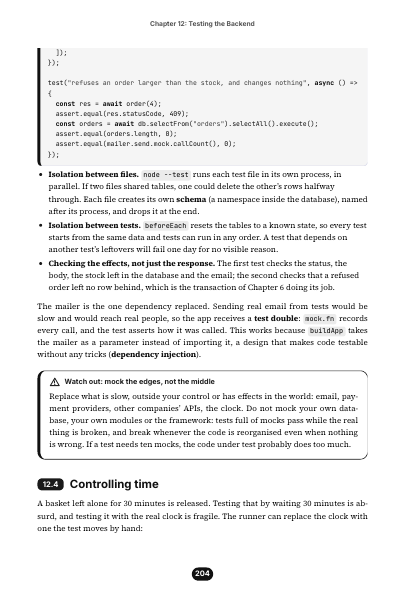 Chapter 12: Testing the Backend
]);
});
test("refuses an order larger than the stock, and changes nothing", async () =>
{
const res = await order(4);
assert.equal(res.statusCode, 409);
const orders = await db.selectFrom("orders").selectAll().execute();
assert.equal(orders.length, 0);
assert.equal(mailer.send.mock.callCount(), 0);
});
• Isolation between files. node --test runs each test file in its own process, in
parallel. If two files shared tables, one could delete the other's rows halfway
through. Each file creates its own schema (a namespace inside the database), named
after its process, and drops it at the end.
• Isolation between tests. beforeEach resets the tables to a known state, so every test
starts from the same data and tests can run in any order. A test that depends on
another test's leftovers will fail one day for no visible reason.
• Checking the effects, not just the response. The first test checks the status, the
body, the stock left in the database and the email; the second checks that a refused
order left no row behind, which is the transaction of Chapter 6 doing its job.
The mailer is the one dependency replaced. Sending real email from tests would be
slow and would reach real people, so the app receives a test double: mock.fn records
every call, and the test asserts how it was called. This works because buildApp takes
the mailer as a parameter instead of importing it, a design that makes code testable
without any tricks (dependency injection).
Watch out: mock the edges, not the middle
Replace what is slow, outside your control or has effects in the world: email, pay-
ment providers, other companies' APIs, the clock. Do not mock your own data-
base, your own modules or the framework: tests full of mocks pass while the real
thing is broken, and break whenever the code is reorganised even when nothing
is wrong. If a test needs ten mocks, the code under test probably does too much.
12.4 Controlling time
A basket left alone for 30 minutes is released. Testing that by waiting 30 minutes is ab-
surd, and testing it with the real clock is fragile. The runner can replace the clock with
one the test moves by hand:
204